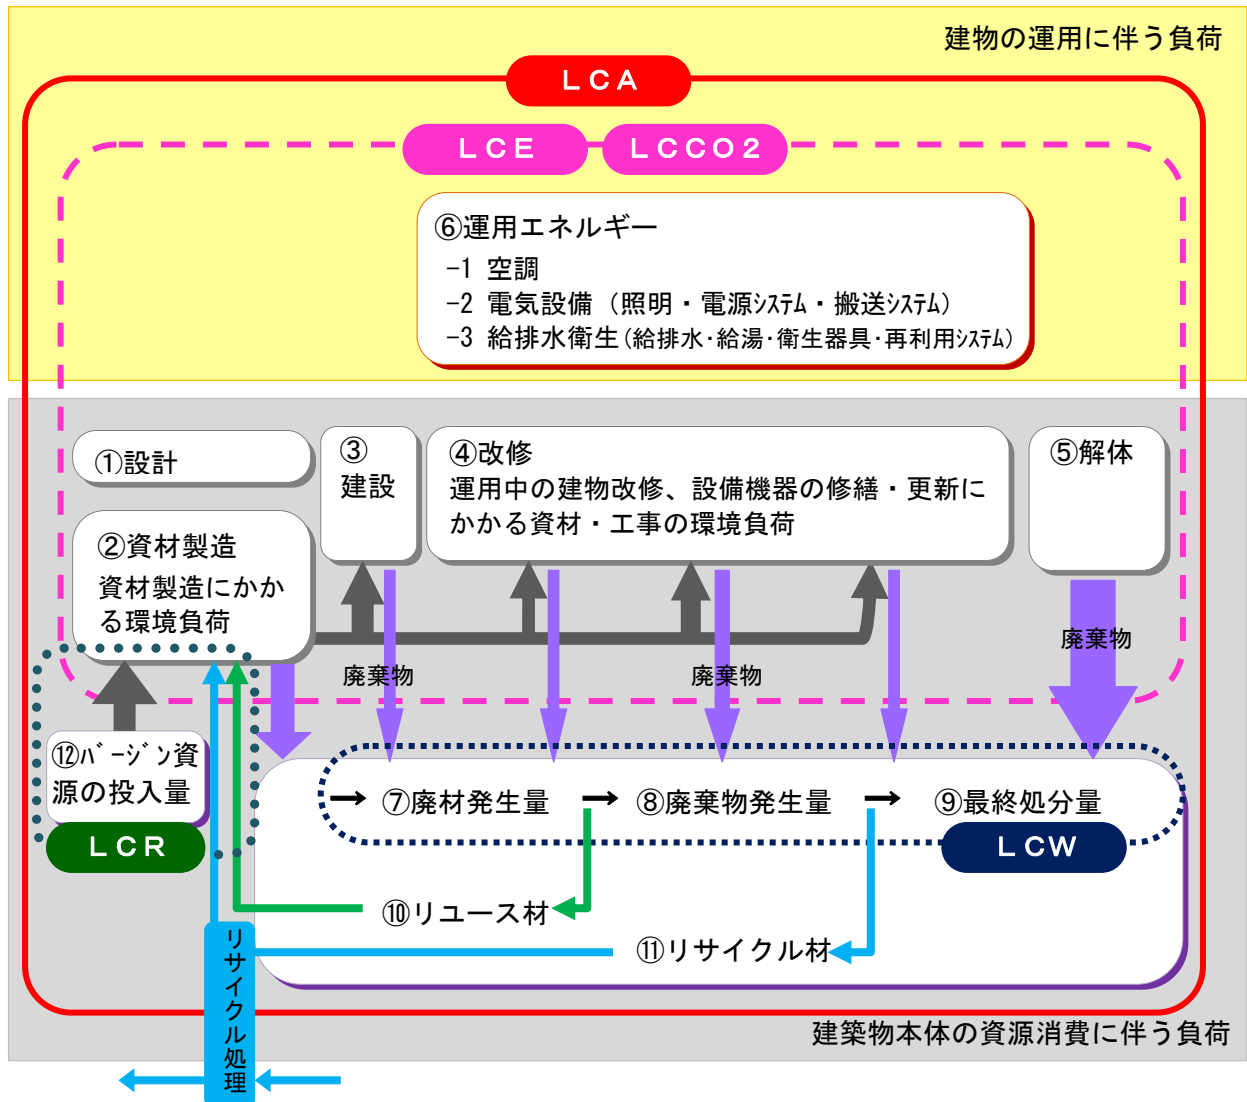 建物の運用に伴う負荷
ＬＣＡ
ＬＣＥ
ＬＣＣＯ２
⑥運用エネルギー
-1 空調
-2 電気設備（照明・電源ｼｽﾃﾑ・搬送ｼｽﾃﾑ）
-3 給排水衛生(給排水･給湯･衛生器具･再利用ｼｽﾃﾑ)
①設計
③
建設
④改修
運用中の建物改修、設備機器の修繕・更新に
かかる資材・工事の環境負荷
⑤解体
②資材製造
資材製造にかか
る環境負荷
廃棄物
廃棄物
廃棄物
⑫ﾊﾞｰｼﾞﾝ資
源の投入量
ＬＣＲ
⑦廃材発生量
⑧廃棄物発生量
⑨最終処分量
ＬＣＷ
⑩リユース材
⑪リサイクル材
リサイクル処理
建築物本体の資源消費に伴う負荷